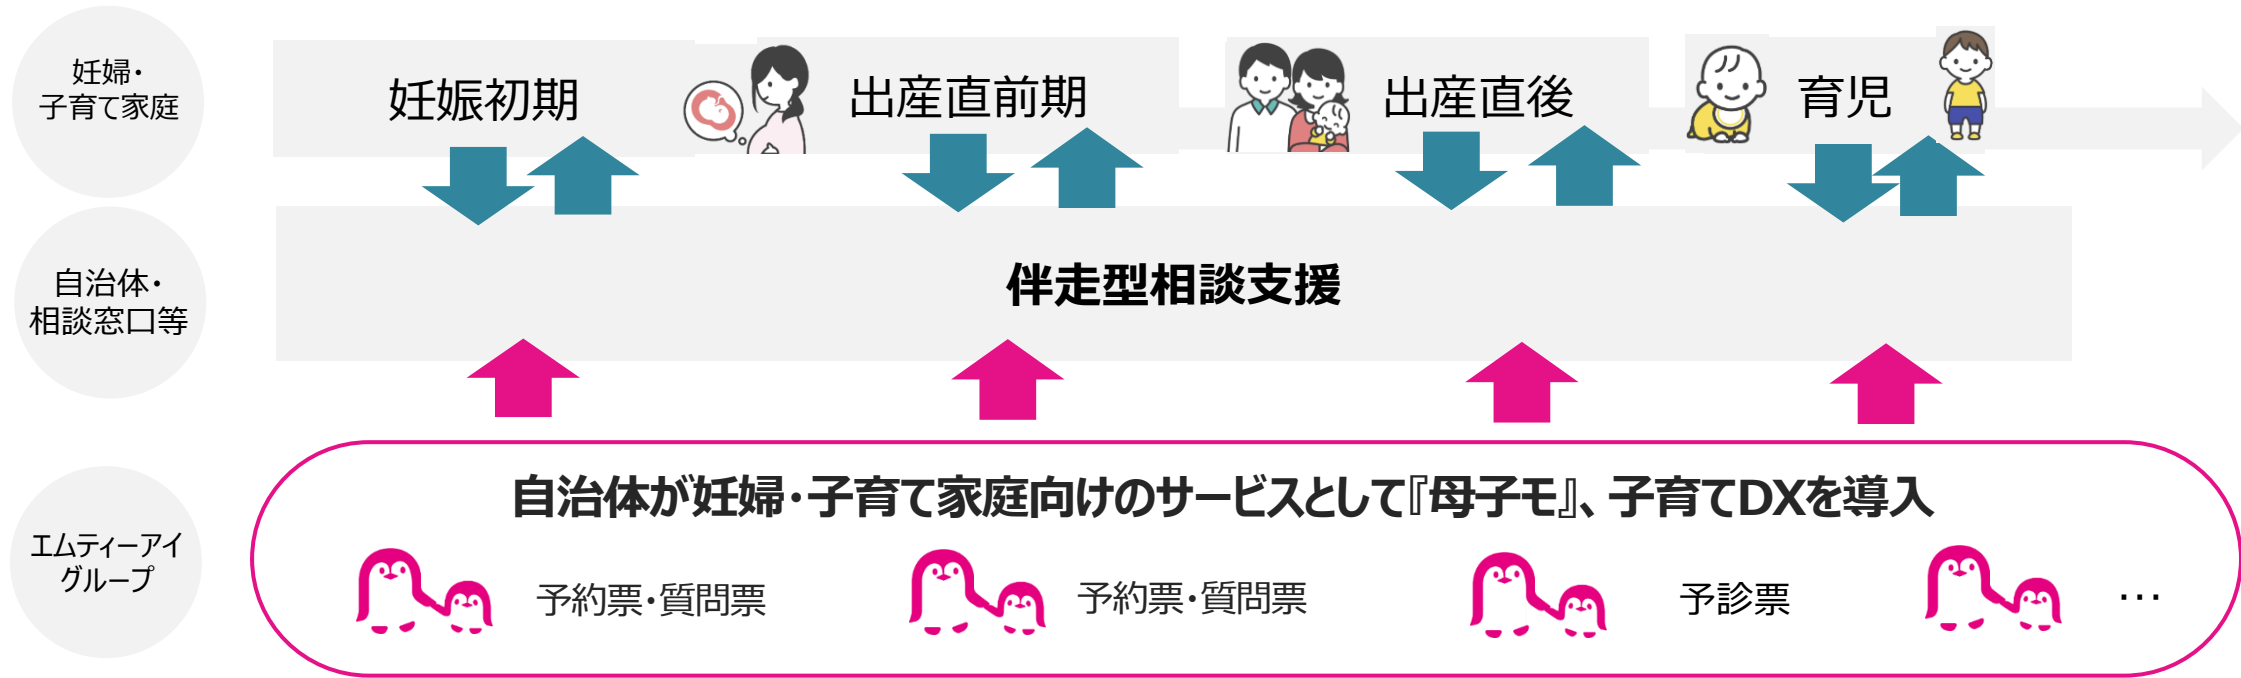 妊婦・
子育て家庭
妊娠初期
出産直前期
出産直後
育児
自治体・
相談窓口等
伴走型相談支援
エムティーアイ
グループ
自治体が妊婦・子育て家庭向けのサービスとして『母子モ』、子育てDXを導入
予約票・質問票
予約票・質問票
予診票
…